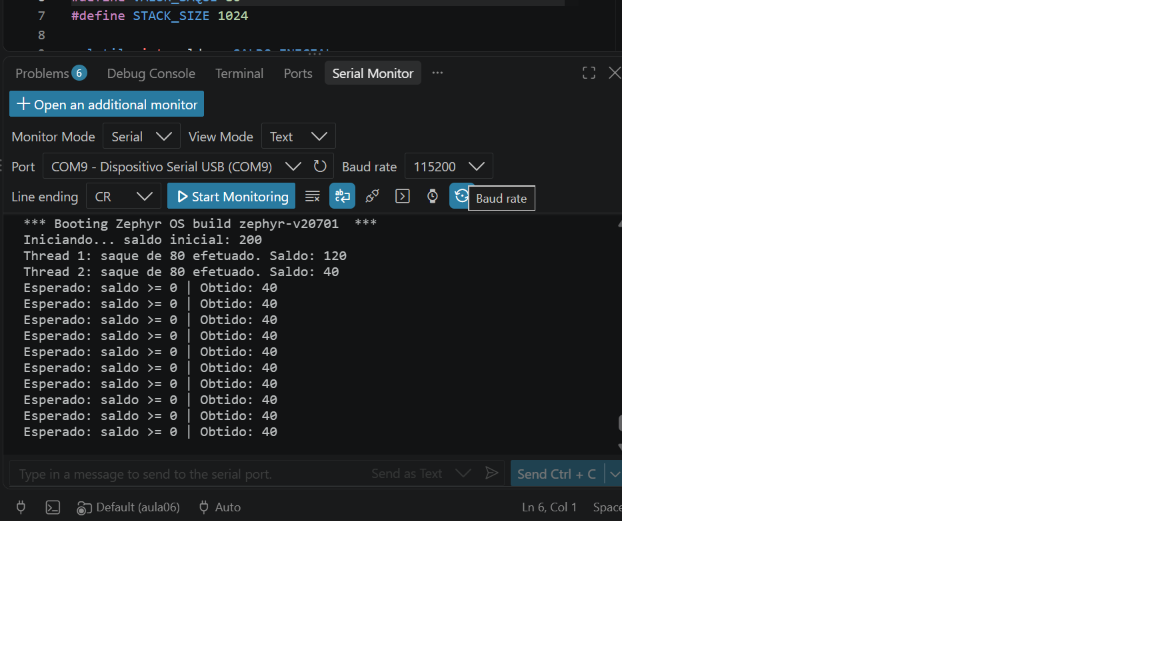 7 #define STACK_SIZE 1024
8
Problems 6 Debug Console Terminal Ports Serial Monitor ···
+ Open an additional monitor
Monitor Mode Serial View Mode Text
Port COM9 - Dispositivo Serial USB (COM9) Baud rate 115200
Line ending CR Start Monitoring Baud rate
*** Booting Zephyr OS build zephyr-v20701 ***
Iniciando... saldo inicial: 200
Thread 1: saque de 80 efetuado. Saldo: 120
Thread 2: saque de 80 efetuado. Saldo: 40
Esperado: saldo >= 0 | Obtido: 40
Esperado: saldo >= 0 | Obtido: 40
Esperado: saldo >= 0 | Obtido: 40
Esperado: saldo >= 0 | Obtido: 40
Esperado: saldo >= 0 | Obtido: 40
Esperado: saldo >= 0 | Obtido: 40
Esperado: saldo >= 0 | Obtido: 40
Esperado: saldo >= 0 | Obtido: 40
Esperado: saldo >= 0 | Obtido: 40
Esperado: saldo >= 0 | Obtido: 40
Type in a message to send to the serial port. Send as Text Send Ctrl + C
Default (aula06) Auto Ln 6, Col 1 Space